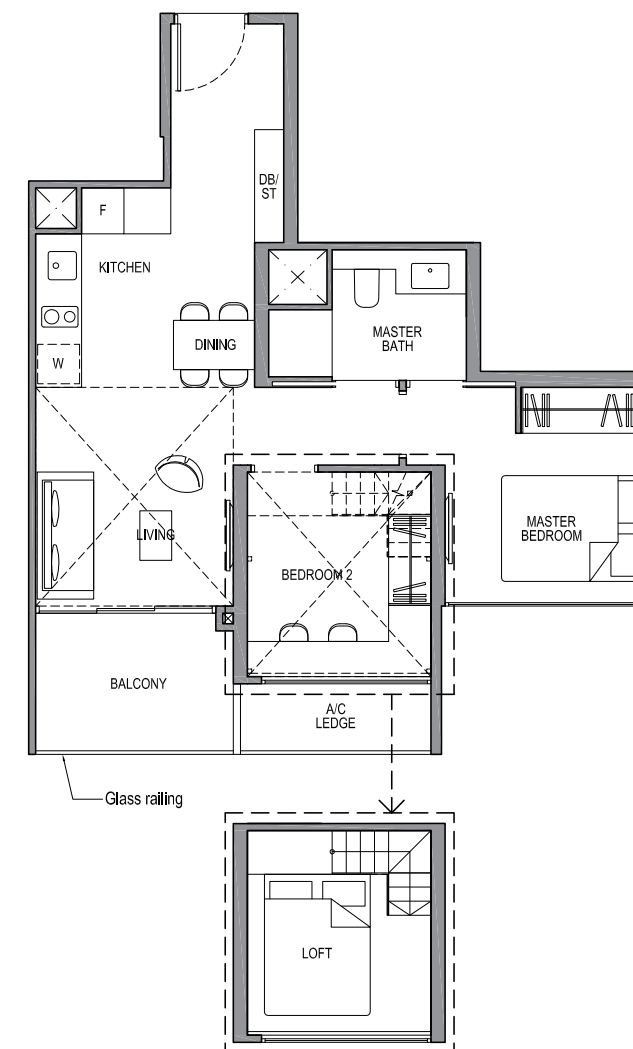 DB/
ST
F
KITCHEN
DINING
MASTER
BATH
W
LIVING
MASTER
BEDROOM
BEDROOM 2
BALCONY
A/C
LEDGE
Glass railing
LOFT